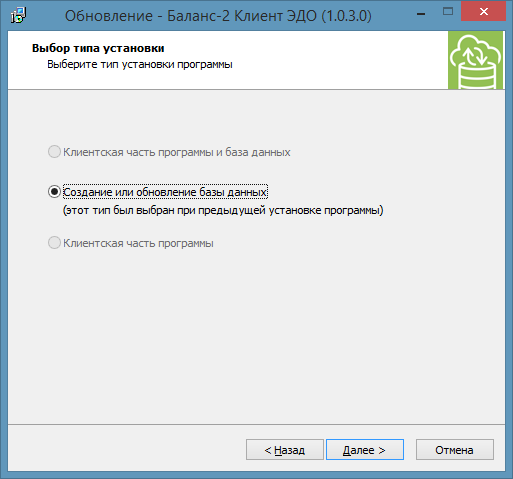 Обновление - Баланс-2 Клиент ЭДО (1.0.3.0)
Выбор типа установки
Выберите тип установки программы
Клиентская часть программы и база данных
Создание или обновление базы данных
(этот тип был выбран при предыдущей установке программы)
Клиентская часть программы
< Назад
Далее >
Отмена